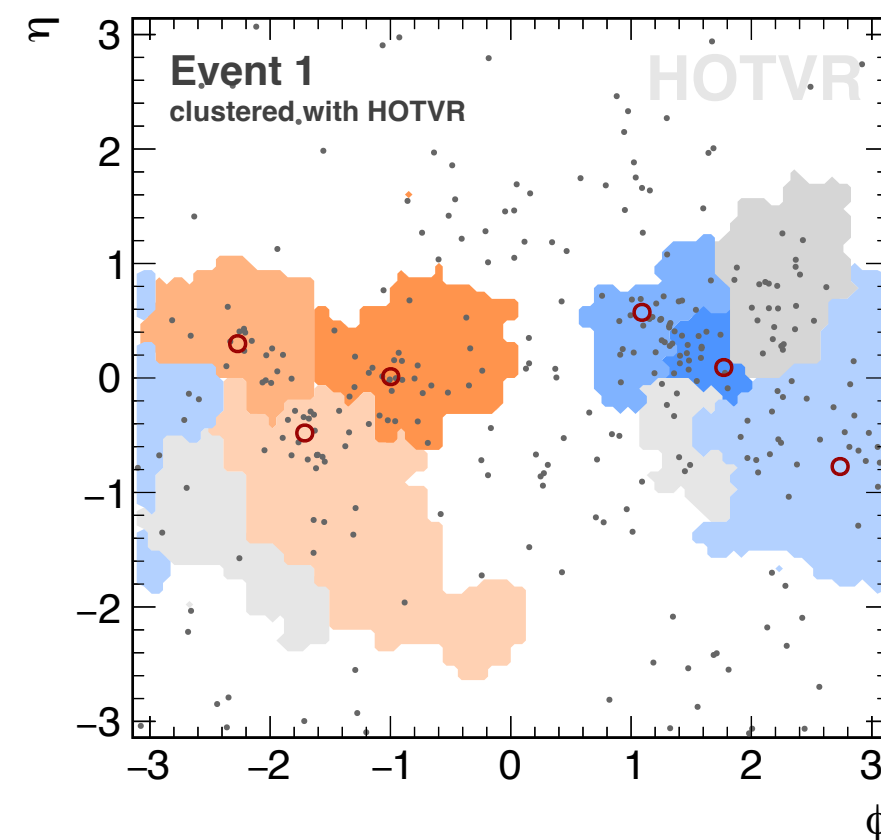 η
Event 1
HOTVR
clustered with HOTVR
3
2
1
0
−1
−2
−3
−3 −2 −1 0 1 2 3
ϕ